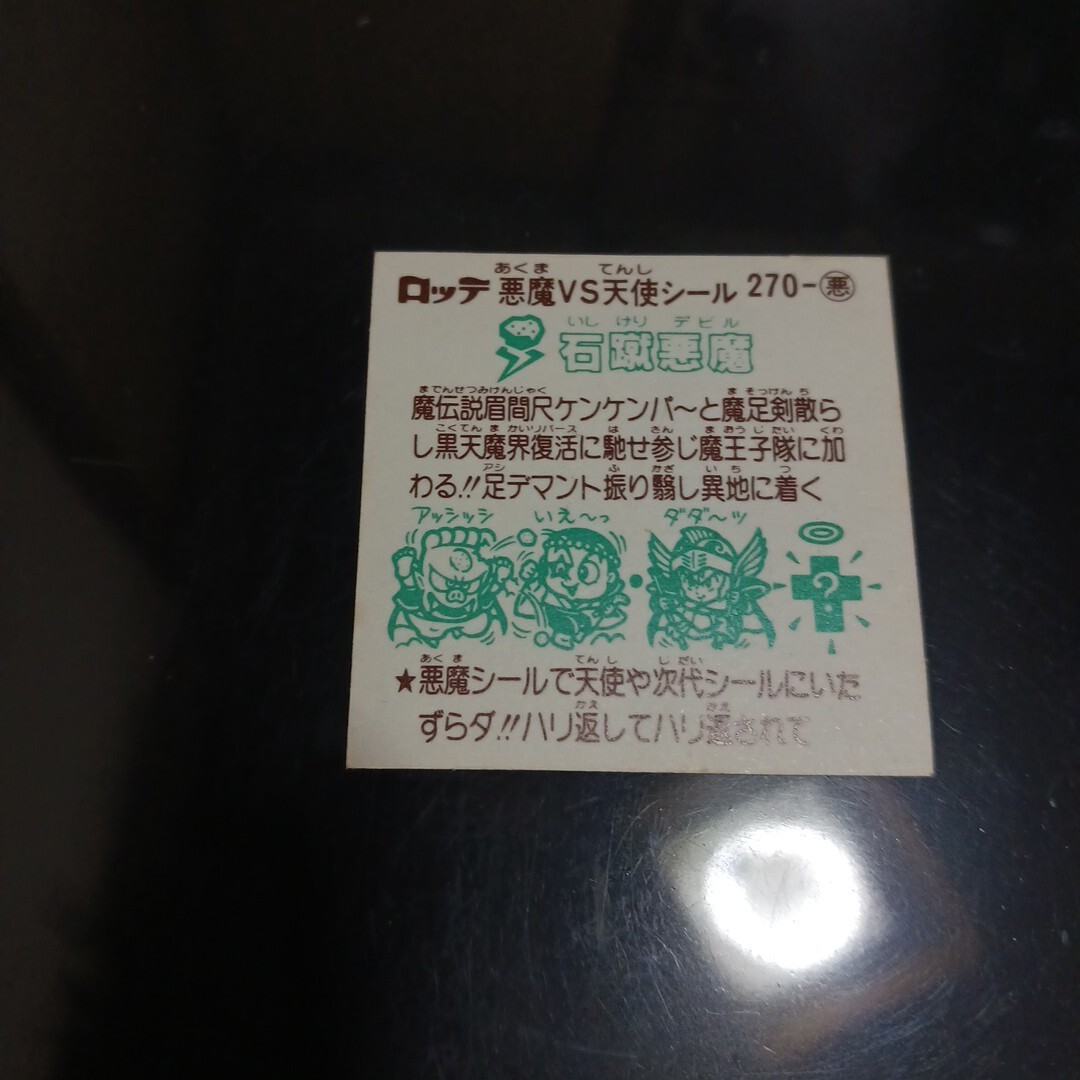 あくま てんし
ロッテ 悪魔VS天使シール 270-悪
いし けり デビル
石蹴悪魔
までんせつみけんじゃく ま そっけん ち
魔伝説眉間尺ケンケンパ〜と魔足剣散ら
こくてん ま かいリバース は さん まおう じ たい くわ
し黒天魔界復活に馳せ参じ魔王子隊に加
アシ ふ かざ い ち つ
わる!!足デマント振り翳し異地に着く
アッシッシ いえ〜っ ダダ〜ッ
?
あく ま てん し じ だい
★悪魔シールで天使や次代シールにいた
かえ かえ
ずらダ!!ハリ返してハリ返されて